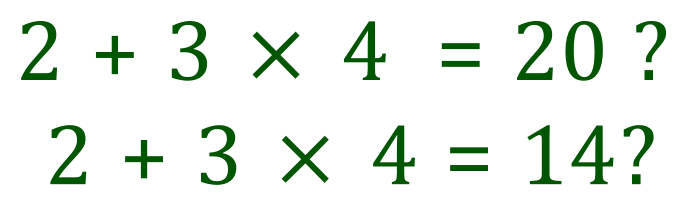 2 + 3 × 4 = 20 ?
2 + 3 × 4 = 14?